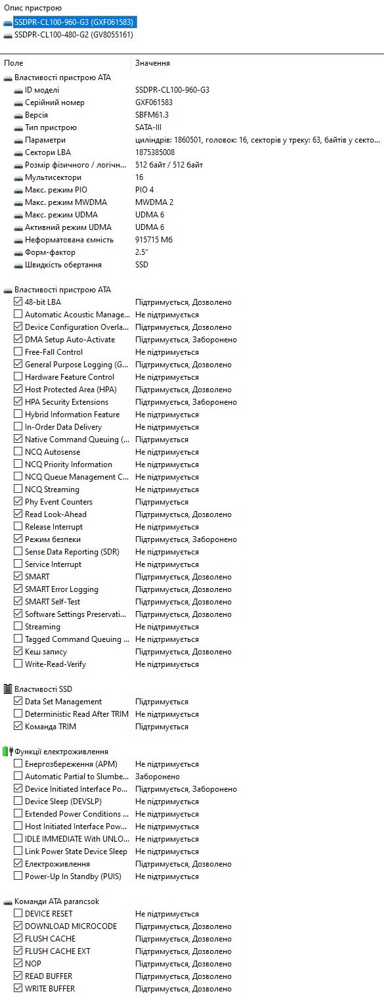 Опис пристрою
SSDPR-CL100-960-G3 (GXF061583)
SSDPR-CL100-480-G2 (GV8055161)
Поле Значення
Властивості пристрою ATA
ID моделі SSDPR-CL100-960-G3
Серійний номер GXF061583
Версія SBFM61.3
Тип пристрою SATA-III
Параметри циліндрів: 1860501, головок: 16, секторів у треку: 63, байтів у секто...
Сектори LBA 1875385008
Розмір фізичного / логічн... 512 байт / 512 байт
Мультисектори 16
Макс. режим PIO PIO 4
Макс. режим MWDMA MWDMA 2
Макс. режим UDMA UDMA 6
Активний режим UDMA UDMA 6
Неформатована ємність 915715 Мб
Форм-фактор 2.5"
Швидкість обертання SSD
Властивості пристрою ATA
48-bit LBA Підтримується, Дозволено
Automatic Acoustic Manage... Не підтримується
Device Configuration Overla... Підтримується, Дозволено
DMA Setup Auto-Activate Підтримується, Заборонено
Free-Fall Control Не підтримується
General Purpose Logging (G... Підтримується, Дозволено
Hardware Feature Control Не підтримується
Host Protected Area (HPA) Підтримується, Дозволено
HPA Security Extensions Підтримується, Заборонено
Hybrid Information Feature Не підтримується
In-Order Data Delivery Не підтримується
Native Command Queuing (... Підтримується
NCQ Autosense Не підтримується
NCQ Priority Information Не підтримується
NCQ Queue Management C... Не підтримується
NCQ Streaming Не підтримується
Phy Event Counters Підтримується
Read Look-Ahead Підтримується, Дозволено
Release Interrupt Не підтримується
Режим безпеки Підтримується, Заборонено
Sense Data Reporting (SDR) Не підтримується
Service Interrupt Не підтримується
SMART Підтримується, Дозволено
SMART Error Logging Підтримується, Дозволено
SMART Self-Test Підтримується, Дозволено
Software Settings Preservati... Підтримується, Дозволено
Streaming Не підтримується
Tagged Command Queuing ... Не підтримується
Кеш запису Підтримується, Дозволено
Write-Read-Verify Не підтримується
Властивості SSD
Data Set Management Підтримується
Deterministic Read After TRIM Не підтримується
Команда TRIM Підтримується
Функції електроживлення
Енергозбереження (APM) Не підтримується
Automatic Partial to Slumbe... Заборонено
Device Initiated Interface Po... Підтримується, Заборонено
Device Sleep (DEVSLP) Не підтримується
Extended Power Conditions ... Не підтримується
Host Initiated Interface Pow... Не підтримується
IDLE IMMEDIATE With UNLO... Не підтримується
Link Power State Device Sleep Не підтримується
Електроживлення Підтримується, Дозволено
Power-Up In Standby (PUIS) Не підтримується
Команди ATA parancsok
DEVICE RESET Не підтримується
DOWNLOAD MICROCODE Підтримується, Дозволено
FLUSH CACHE Підтримується, Дозволено
FLUSH CACHE EXT Підтримується, Дозволено
NOP Підтримується, Дозволено
READ BUFFER Підтримується, Дозволено
WRITE BUFFER Підтримується, Дозволено